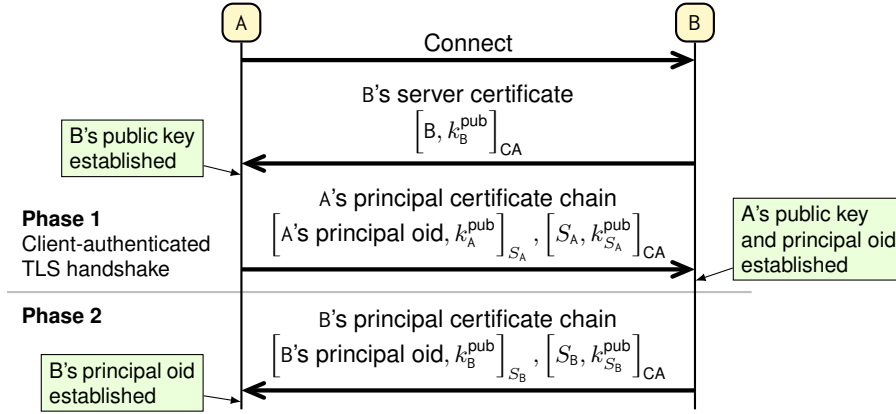 A
B
Connect
B's server certificate
[B, k_B^pub]_CA
B's public key
established
A's principal certificate chain
[A's principal oid, k_A^pub]_{S_A}, [S_A, k_{S_A}^pub]_CA
Phase 1
Client-authenticated
TLS handshake
A's public key
and principal oid
established
Phase 2
B's principal certificate chain
[B's principal oid, k_B^pub]_{S_B}, [S_B, k_{S_B}^pub]_CA
B's principal oid
established